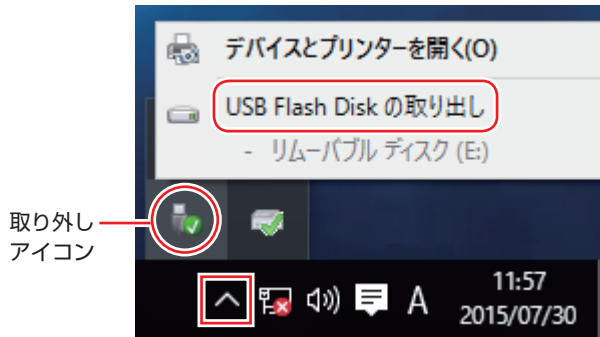 デバイスとプリンターを開く(O)
USB Flash Disk の取り出し
- リムーバブル ディスク (E:)
取り外し
アイコン
A
11:57
2015/07/30